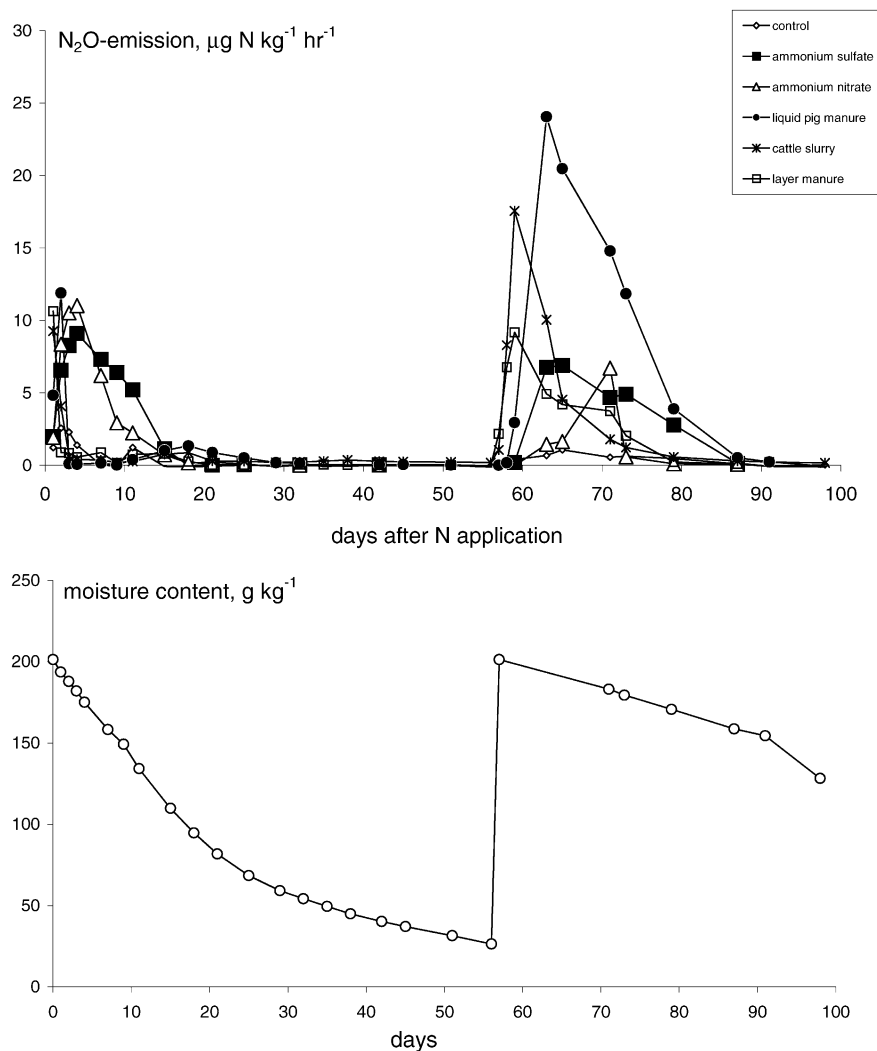 N₂O-emission, μg N kg⁻¹ hr⁻¹
control
ammonium sulfate
ammonium nitrate
liquid pig manure
cattle slurry
layer manure
30
25
20
15
10
5
0
0 10 20 30 40 50 60 70 80 90 100
days after N application
moisture content, g kg⁻¹
250
200
150
100
50
0
0 10 20 30 40 50 60 70 80 90 100
days